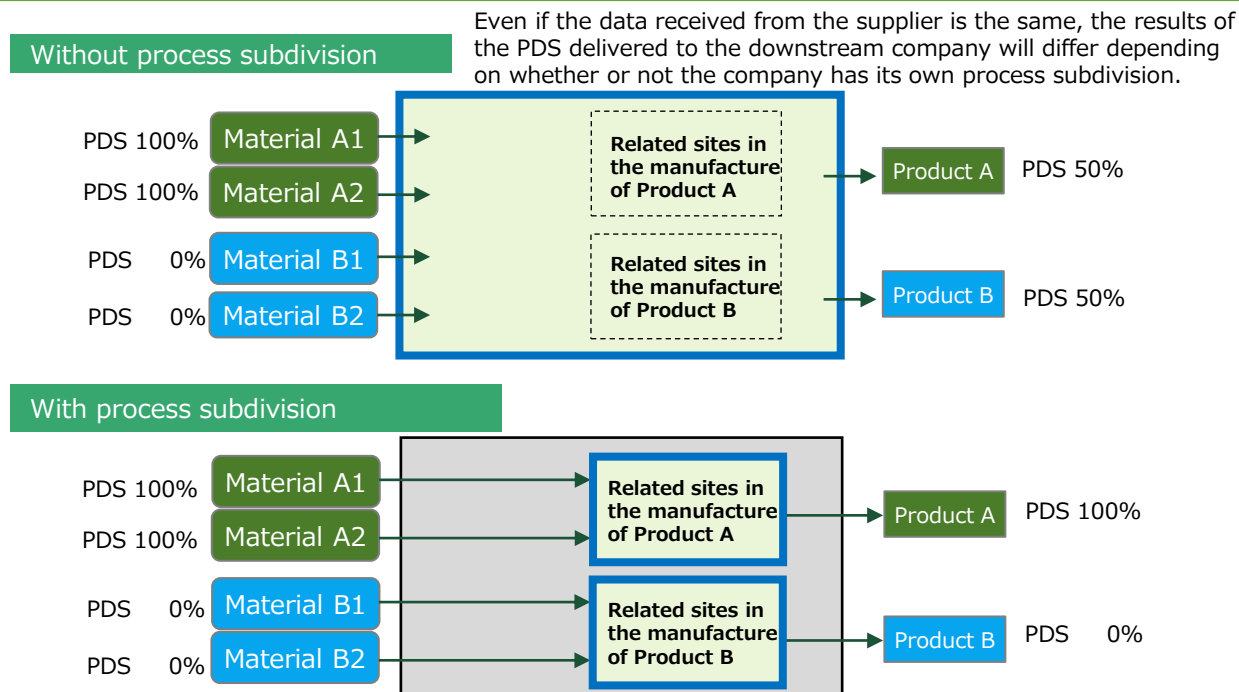 Even if the data received from the supplier is the same, the results of
the PDS delivered to the downstream company will differ depending
on whether or not the company has its own process subdivision.
Without process subdivision
PDS 100%
Material A1
PDS 100%
Material A2
PDS 0%
Material B1
PDS 0%
Material B2
Related sites in
the manufacture
of Product A
Related sites in
the manufacture
of Product B
Product A
PDS 50%
Product B
PDS 50%
With process subdivision
PDS 100%
Material A1
PDS 100%
Material A2
PDS 0%
Material B1
PDS 0%
Material B2
Related sites in
the manufacture
of Product A
Related sites in
the manufacture
of Product B
Product A
PDS 100%
Product B
PDS 0%